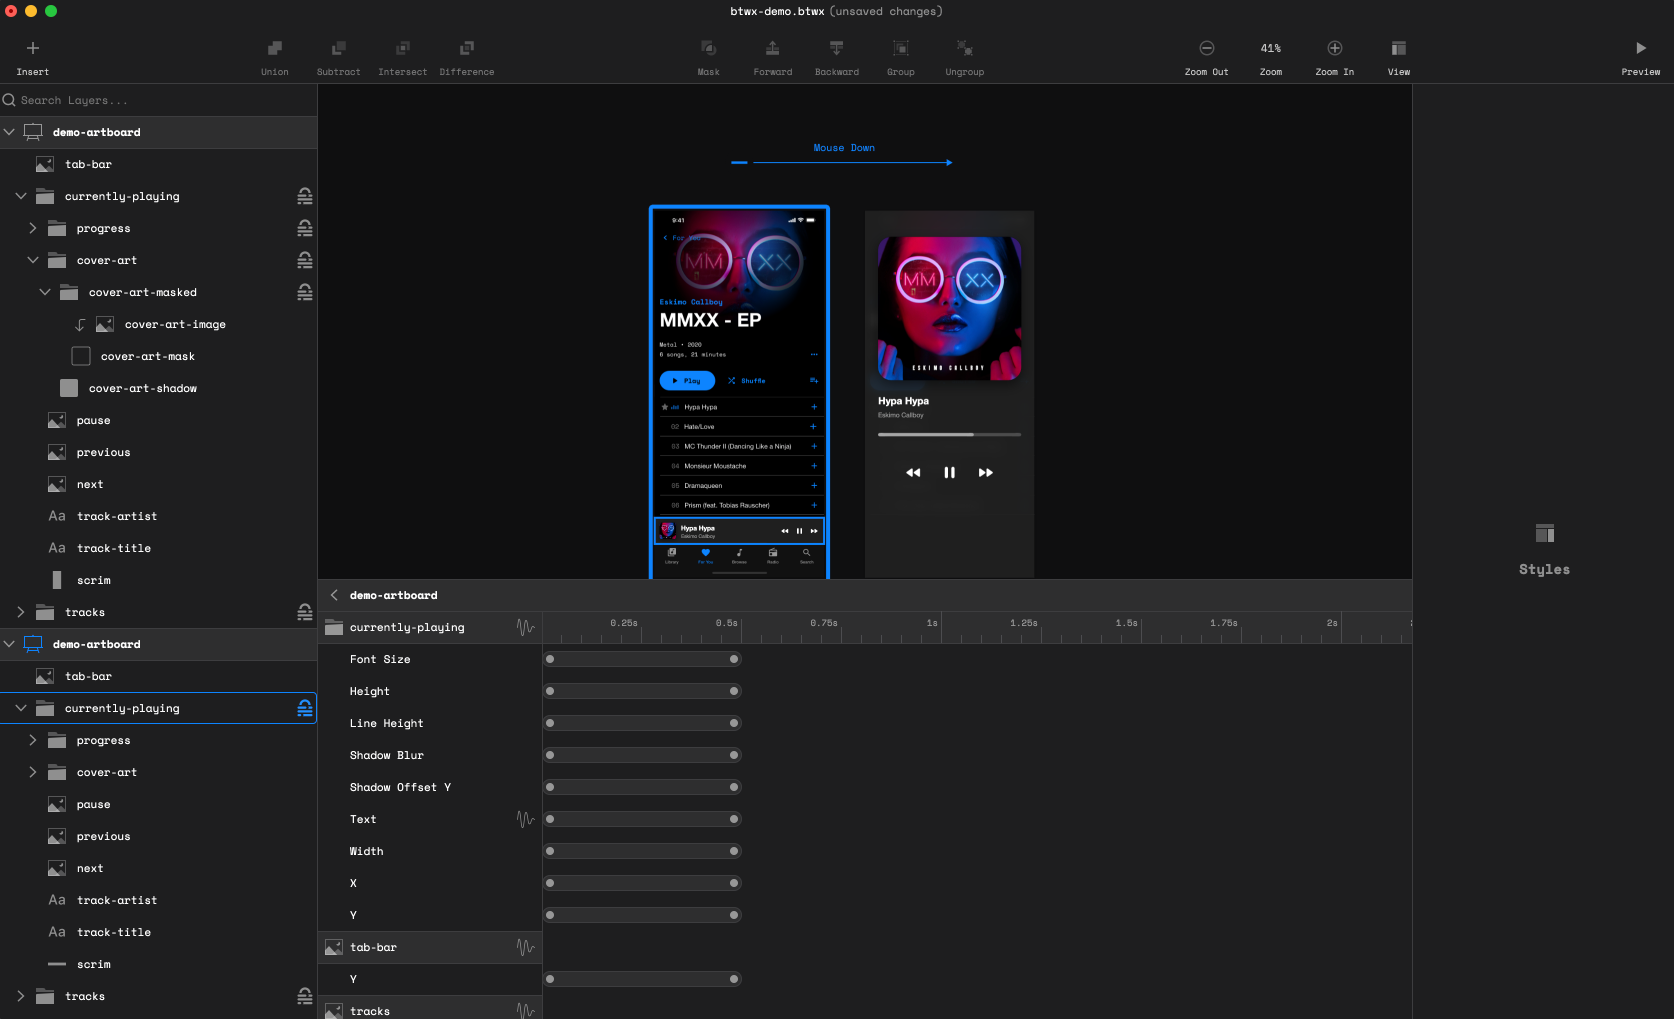 btwx-demo.btwx (unsaved changes)
Insert
Union
Subtract
Intersect
Difference
Mask
Forward
Backward
Group
Ungroup
Zoom Out
41%
Zoom
Zoom In
View
Preview
Search Layers...
demo-artboard
tab-bar
currently-playing
progress
cover-art
cover-art-masked
cover-art-image
cover-art-mask
cover-art-shadow
pause
previous
next
Aa track-artist
Aa track-title
scrim
tracks
demo-artboard
tab-bar
currently-playing
progress
cover-art
pause
previous
next
Aa track-artist
Aa track-title
scrim
tracks
Mouse Down
9:41
For You
MM XX
Eskimo Callboy
MMXX - EP
Metal • 2020
6 songs, 21 minutes
Play
Shuffle
Hypa Hypa
02 Hate/Love
03 MC Thunder II (Dancing Like a Ninja)
04 Monsieur Moustache
05 Dramaqueen
06 Prism (feat. Tobias Rauscher)
Hypa Hypa
Eskimo Callboy
Library
For You
Browse
Radio
Search
MM XX
ESKIMO CALLBOY
Hypa Hypa
Eskimo Callboy
demo-artboard
currently-playing
0.25s
0.5s
0.75s
1s
1.25s
1.5s
1.75s
2s
Font Size
Height
Line Height
Shadow Blur
Shadow Offset Y
Text
Width
X
Y
tab-bar
Y
tracks
Styles